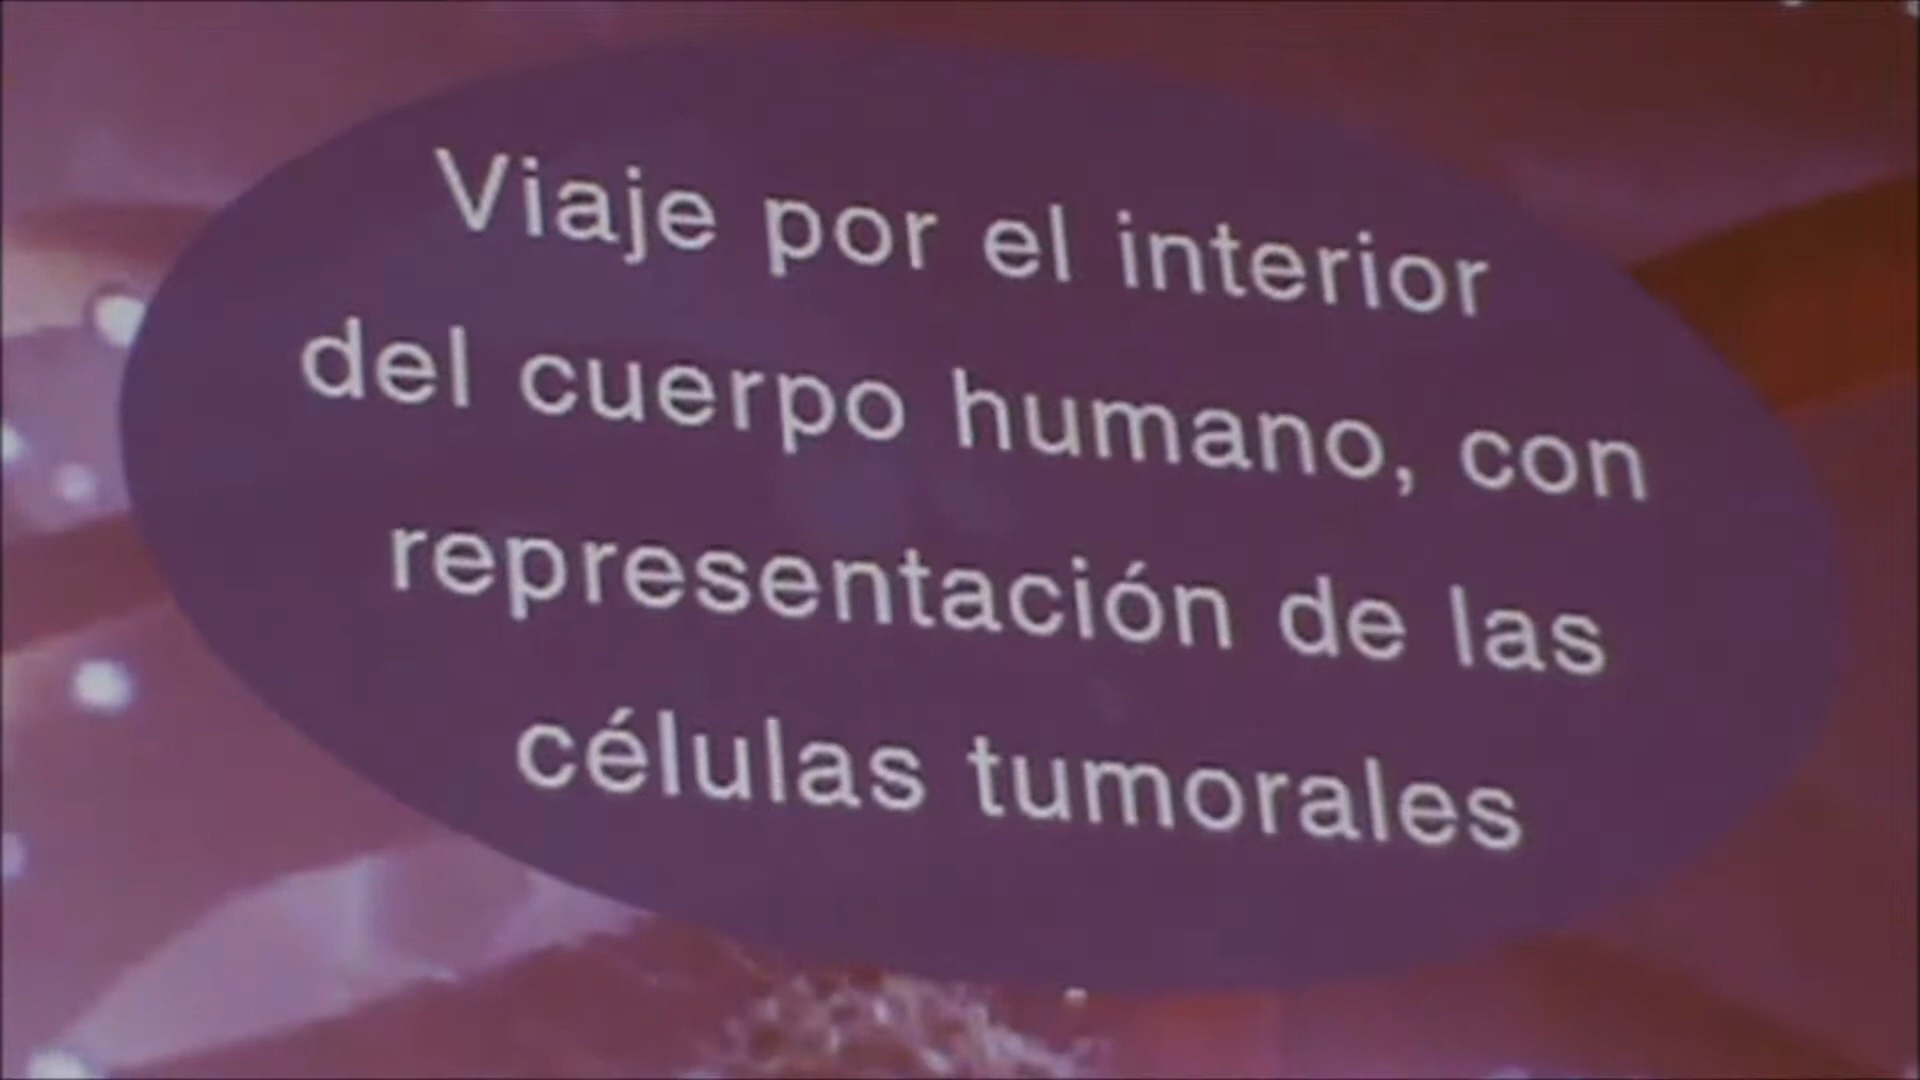 Viaje por el interior
del cuerpo humano, con
representación de las
células tumorales